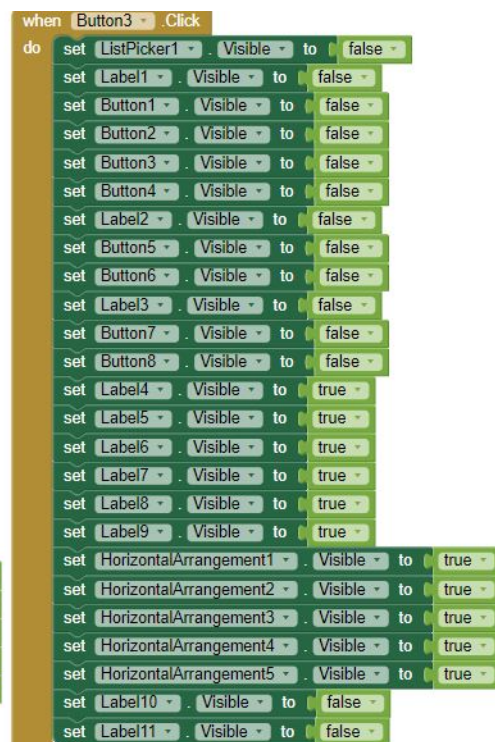 when Button3 .Click
do set ListPicker1 . Visible to false
set Label1 . Visible to false
set Button1 . Visible to false
set Button2 . Visible to false
set Button3 . Visible to false
set Button4 . Visible to false
set Label2 . Visible to false
set Button5 . Visible to false
set Button6 . Visible to false
set Label3 . Visible to false
set Button7 . Visible to false
set Button8 . Visible to false
set Label4 . Visible to true
set Label5 . Visible to true
set Label6 . Visible to true
set Label7 . Visible to true
set Label8 . Visible to true
set Label9 . Visible to true
set HorizontalArrangement1 . Visible to true
set HorizontalArrangement2 . Visible to true
set HorizontalArrangement3 . Visible to true
set HorizontalArrangement4 . Visible to true
set HorizontalArrangement5 . Visible to true
set Label10 . Visible to false
set Label11 . Visible to false